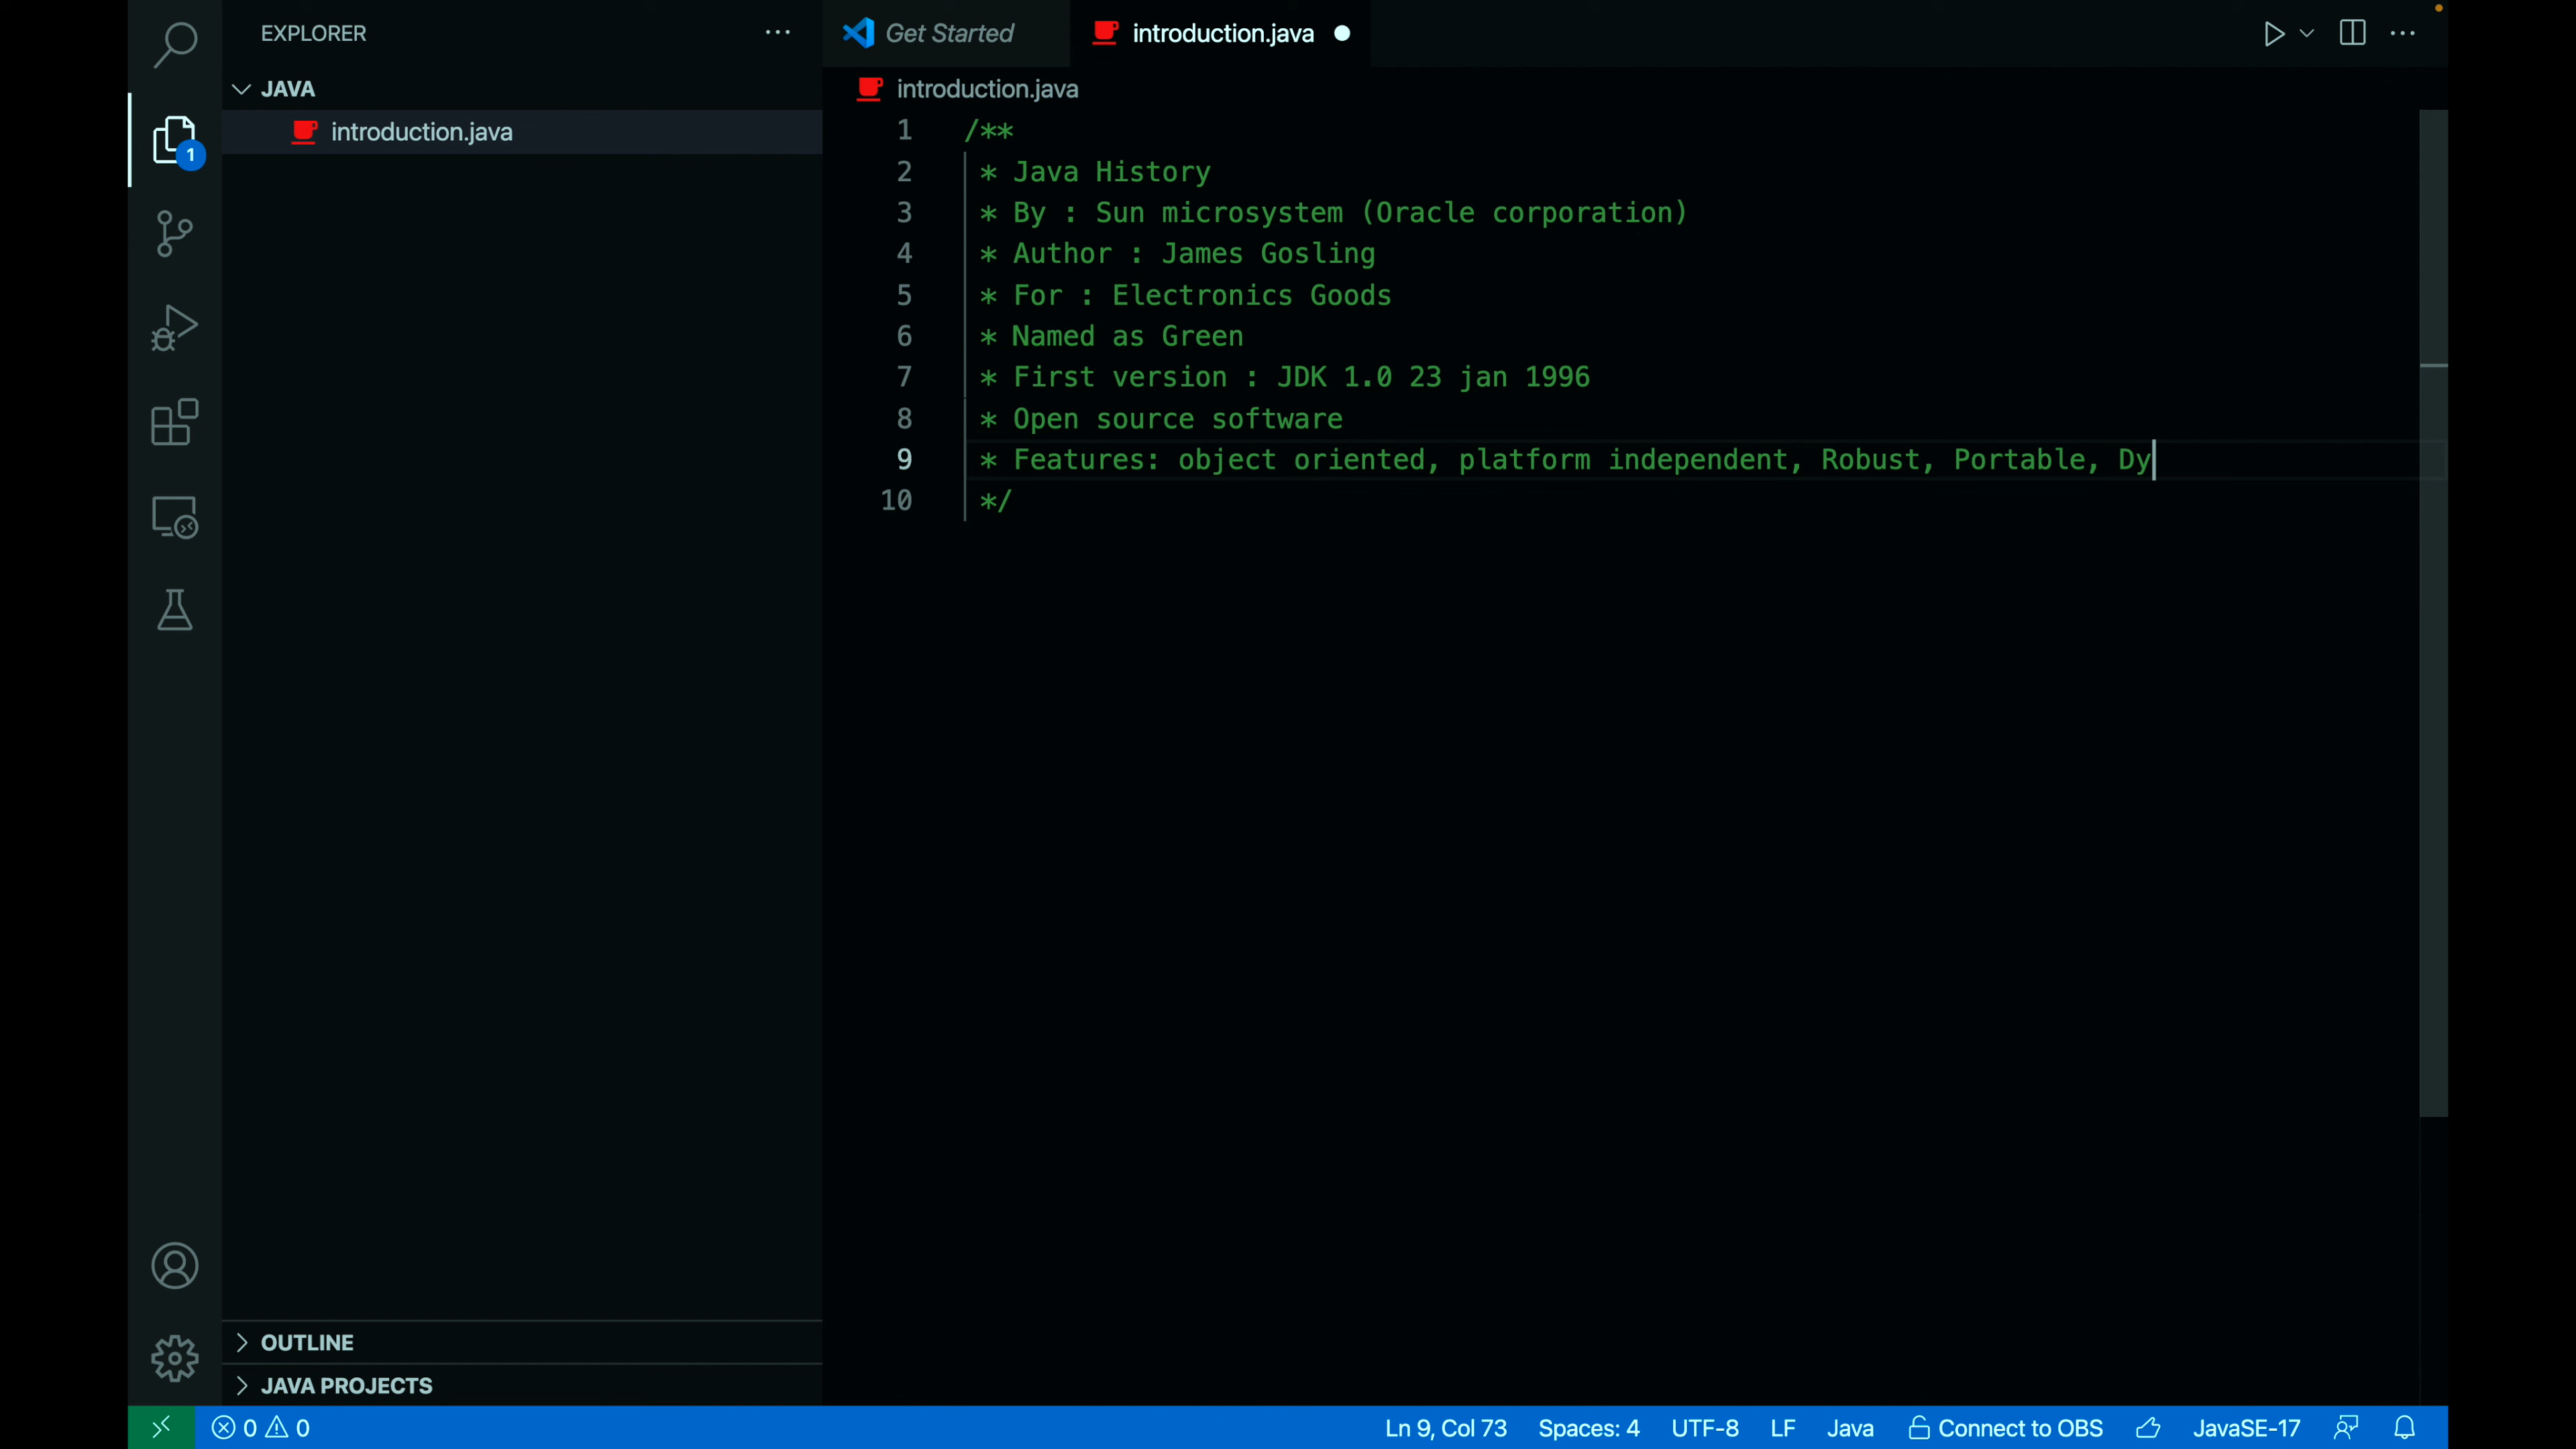 EXPLORER
JAVA
introduction.java
1
OUTLINE
JAVA PROJECTS
Get Started
introduction.java
introduction.java
1 /**
2 * Java History
3 * By : Sun microsystem (Oracle corporation)
4 * Author : James Gosling
5 * For : Electronics Goods
6 * Named as Green
7 * First version : JDK 1.0 23 jan 1996
8 * Open source software
9 * Features: object oriented, platform independent, Robust, Portable, Dy
10 */
0 0 Ln 9, Col 73 Spaces: 4 UTF-8 LF Java Connect to OBS JavaSE-17